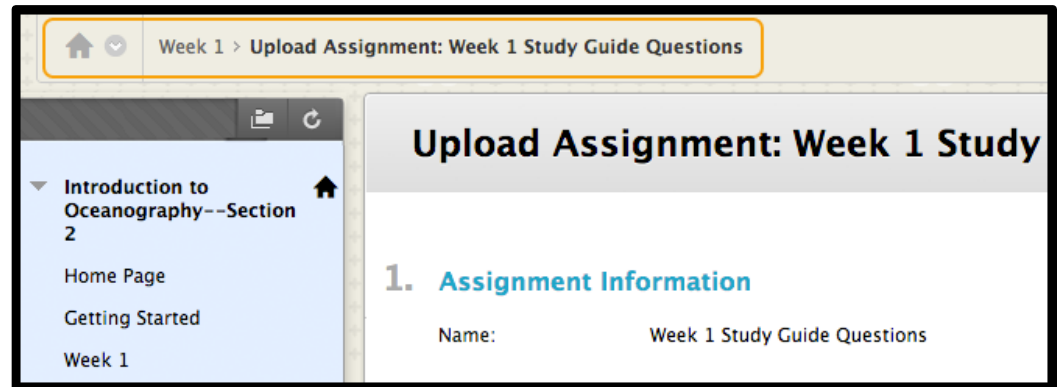 Week 1 > Upload Assignment: Week 1 Study Guide Questions
Introduction to
Oceanography--Section
2
Home Page
Getting Started
Week 1
Upload Assignment: Week 1 Study
1. Assignment Information
Name: Week 1 Study Guide Questions